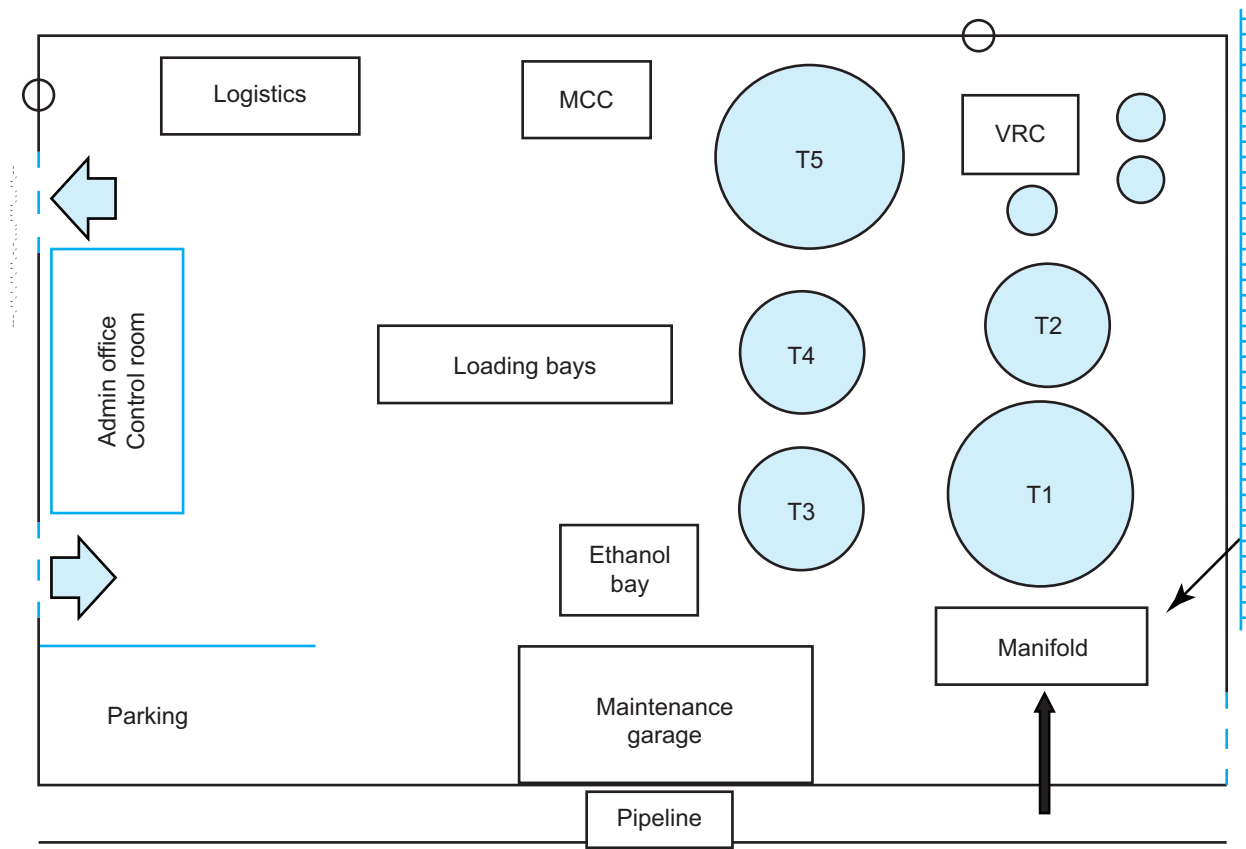 Logistics
MCC
VRC
T5
T2
T4
Loading bays
Admin office
Control room
T1
T3
Ethanol
bay
Manifold
Parking
Maintenance
garage
Pipeline